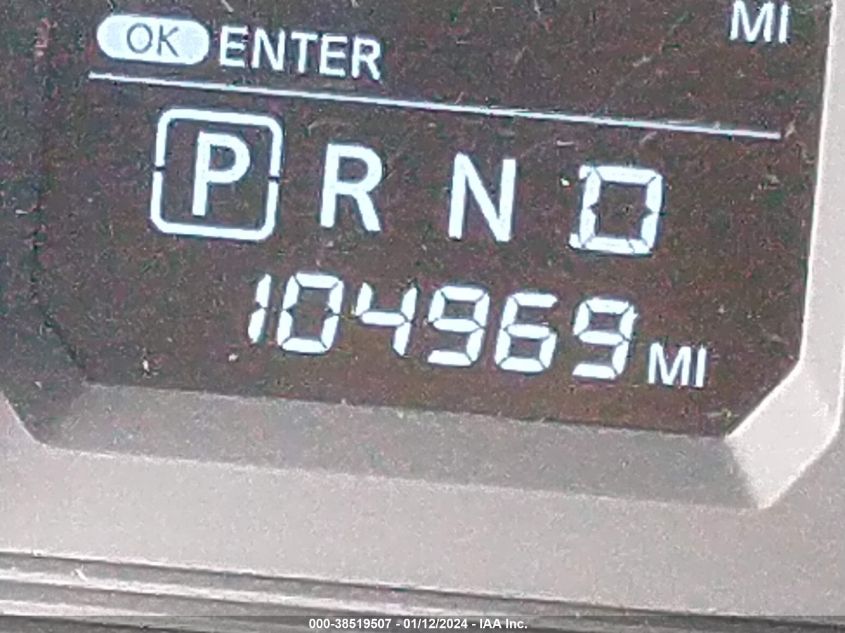 MI
OK ENTER
P R N D
104969 MI
000-38519507 - 01/12/2024 - IAA Inc.